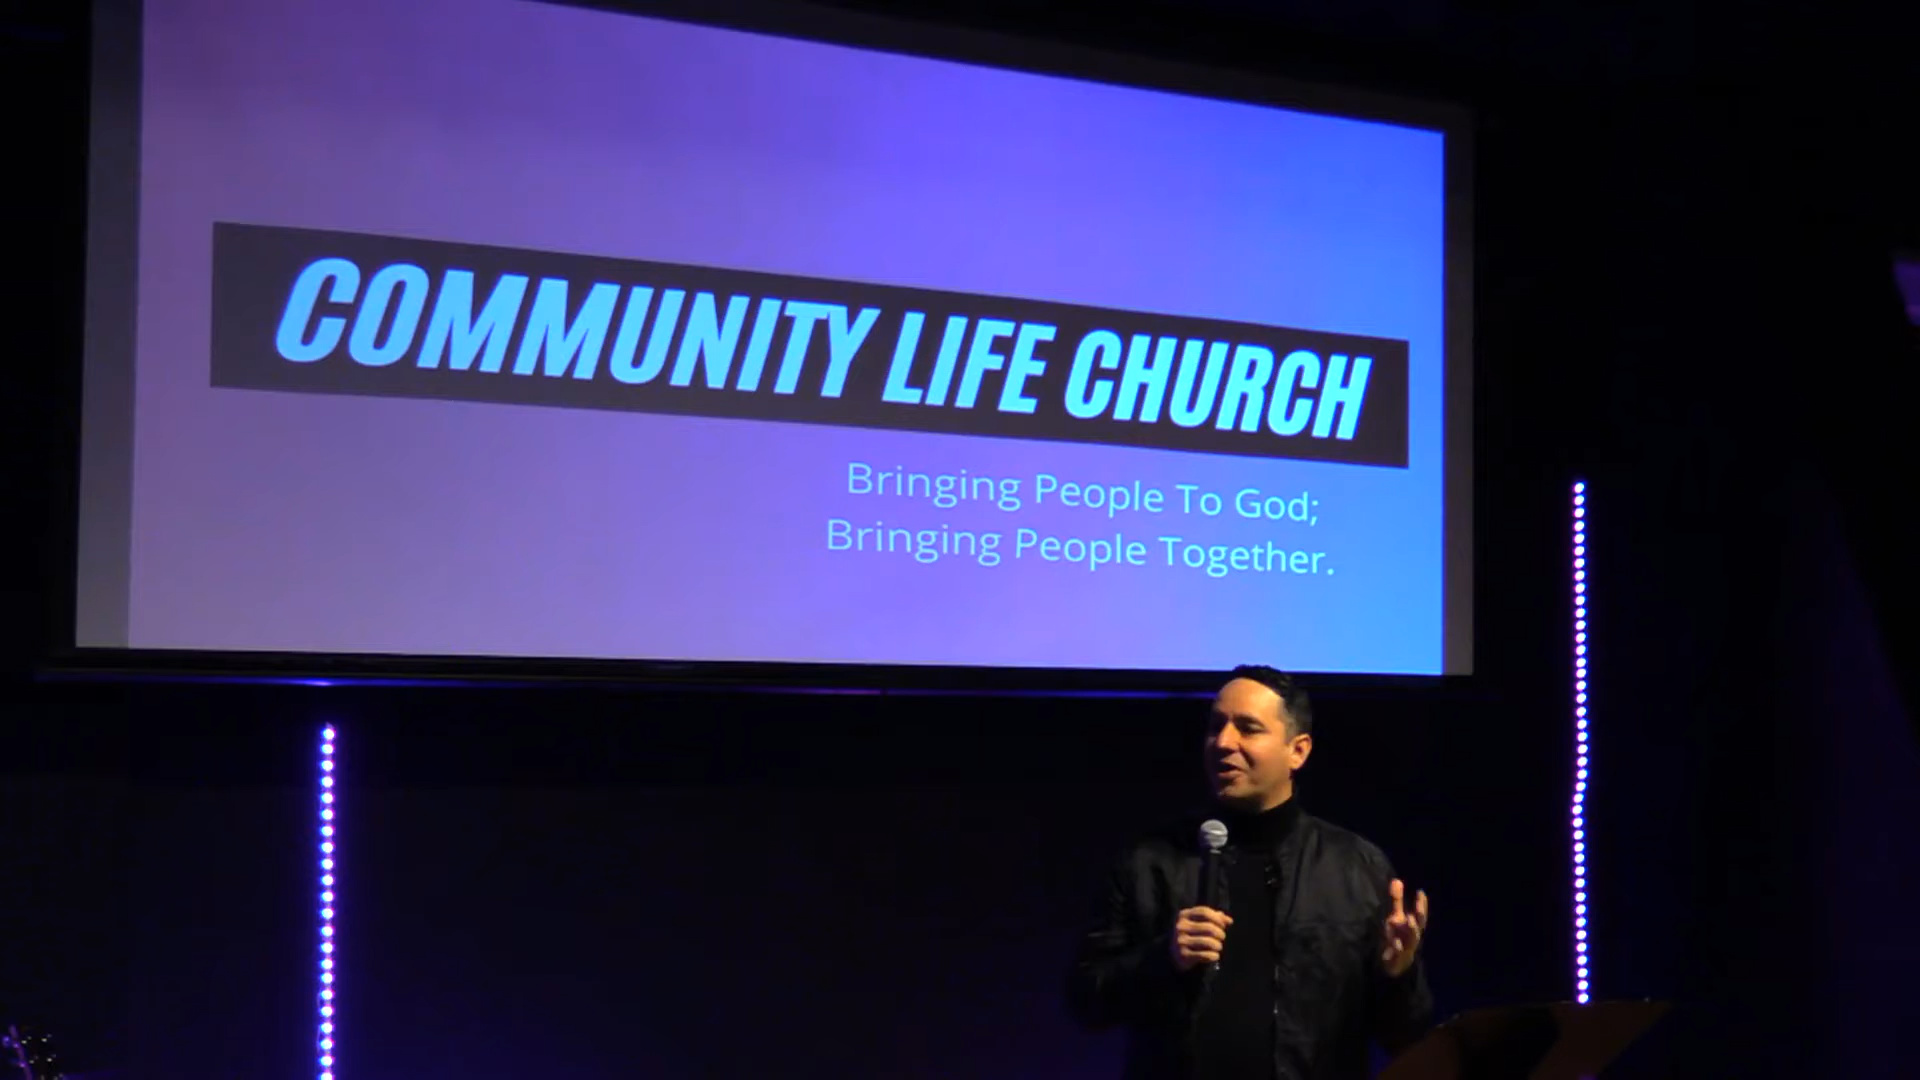 COMMUNITY LIFE CHURCH
Bringing People To God;
Bringing People Together.